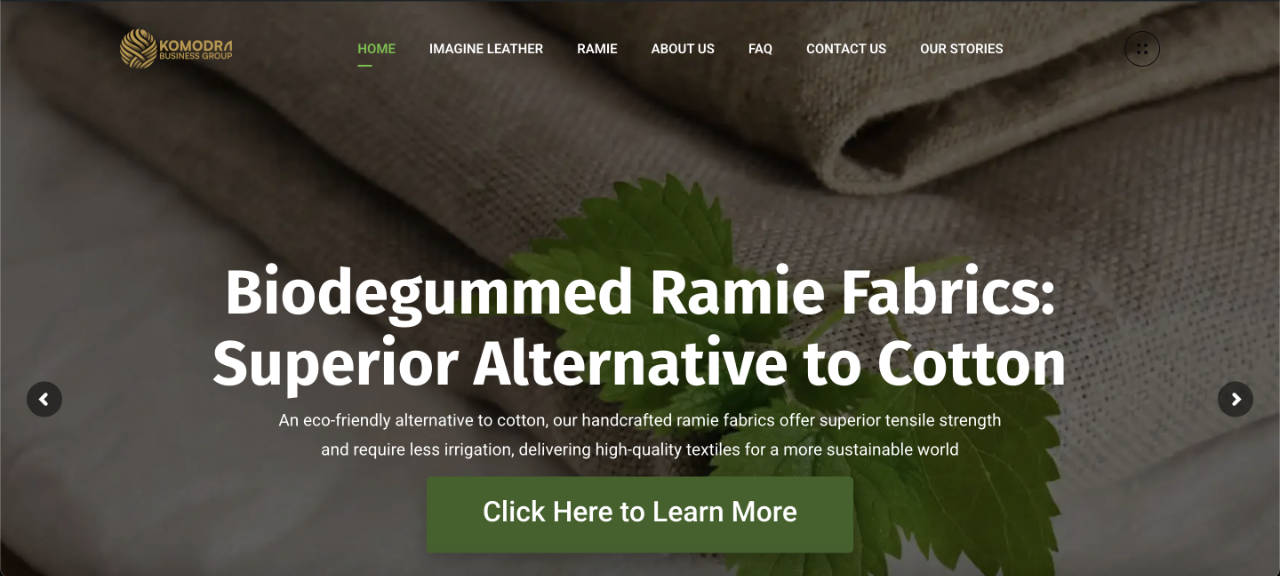 KOMODRA
BUSINESS GROUP
HOME IMAGINE LEATHER RAMIE ABOUT US FAQ CONTACT US OUR STORIES
Biodegummed Ramie Fabrics:
Superior Alternative to Cotton
An eco-friendly alternative to cotton, our handcrafted ramie fabrics offer superior tensile strength
and require less irrigation, delivering high-quality textiles for a more sustainable world
Click Here to Learn More